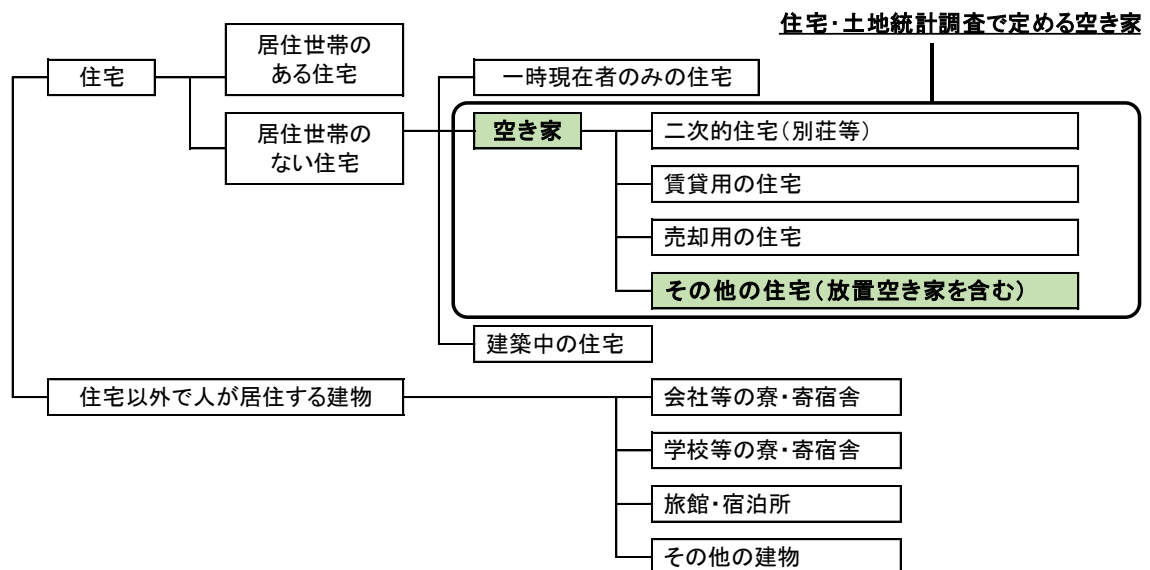 住宅・土地統計調査で定める空き家
住宅
居住世帯の
ある住宅
居住世帯の
ない住宅
一時現在者のみの住宅
空き家
二次的住宅（別荘等）
賃貸用の住宅
売却用の住宅
その他の住宅（放置空き家を含む）
建築中の住宅
住宅以外で人が居住する建物
会社等の寮・寄宿舎
学校等の寮・寄宿舎
旅館・宿泊所
その他の建物